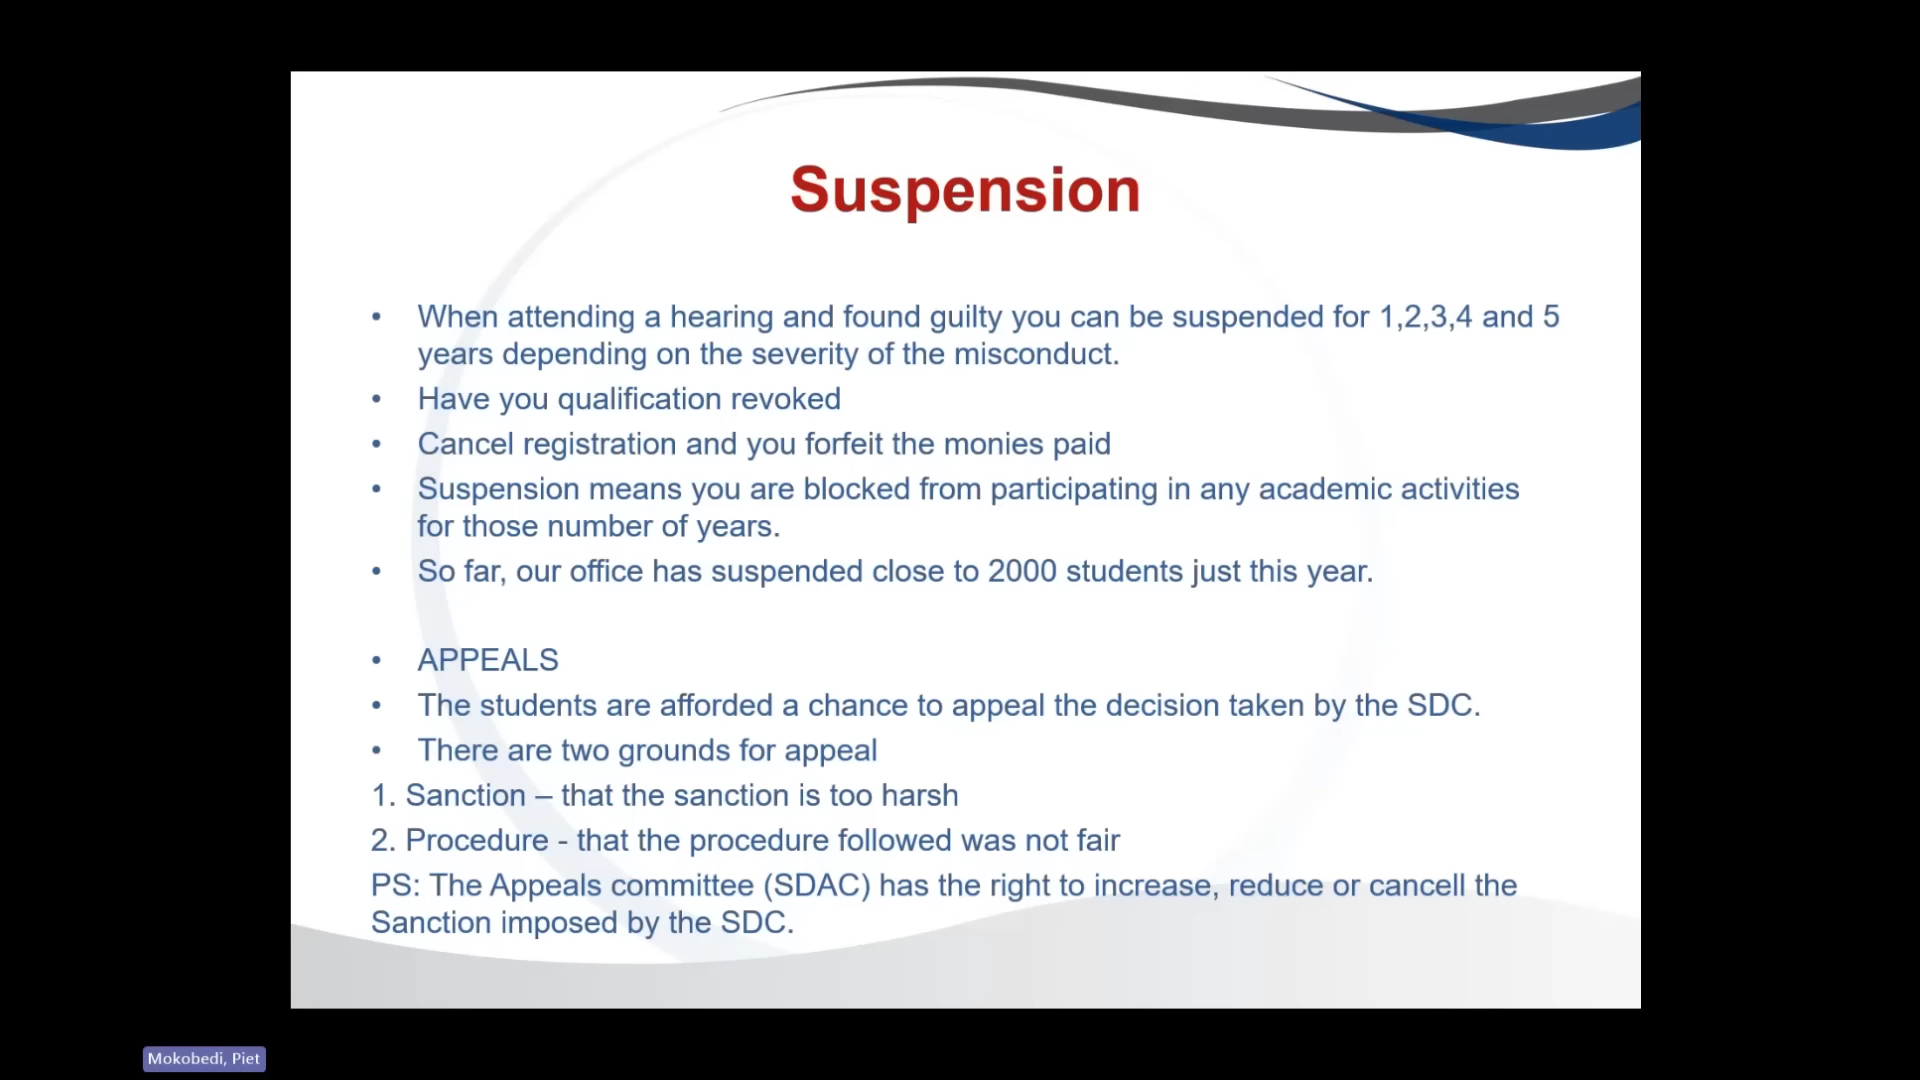 Suspension
• When attending a hearing and found guilty you can be suspended for 1,2,3,4 and 5
years depending on the severity of the misconduct.
• Have you qualification revoked
• Cancel registration and you forfeit the monies paid
• Suspension means you are blocked from participating in any academic activities
for those number of years.
• So far, our office has suspended close to 2000 students just this year.
• APPEALS
• The students are afforded a chance to appeal the decision taken by the SDC.
• There are two grounds for appeal
1. Sanction – that the sanction is too harsh
2. Procedure - that the procedure followed was not fair
PS: The Appeals committee (SDAC) has the right to increase, reduce or cancell the
Sanction imposed by the SDC.
Mokobedi, Piet